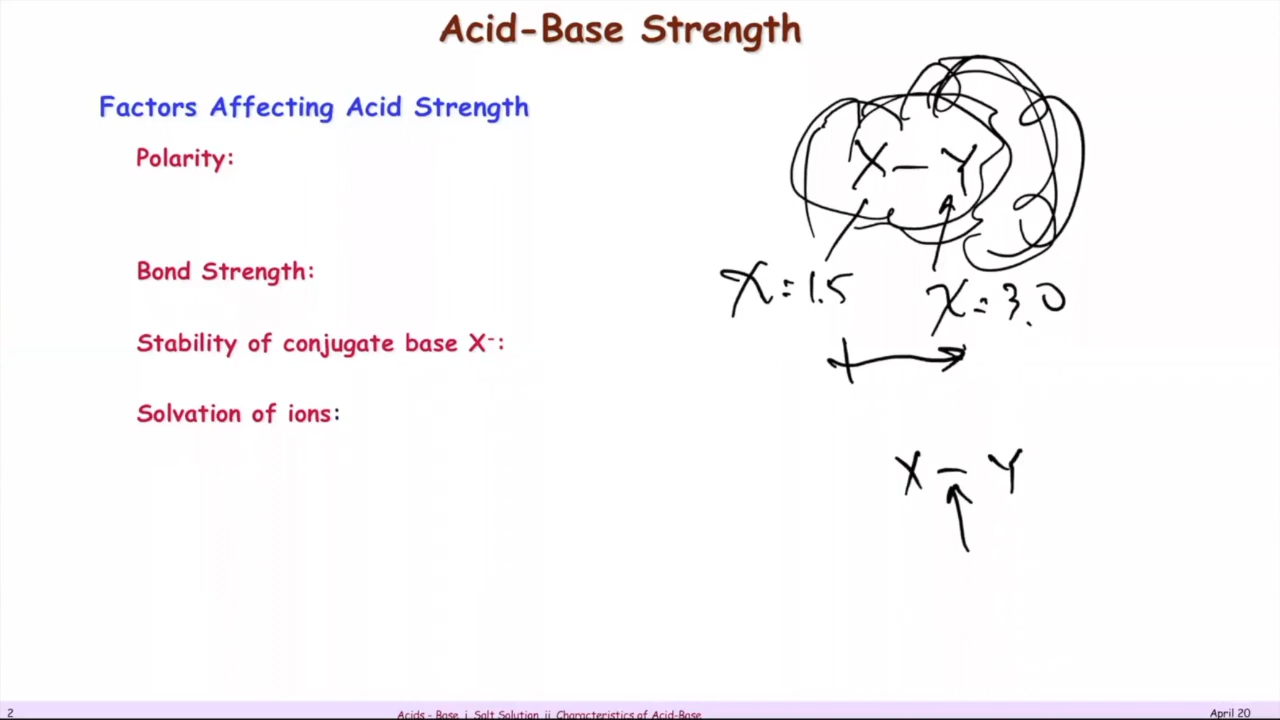 Acid-Base Strength
Factors Affecting Acid Strength
Polarity:
X — Y
Bond Strength:
χ = 1.5
χ = 3.0
Stability of conjugate base X⁻:
Solvation of ions:
X — Y
2
Acids - Base i Salt Solution ii Characteristics of Acid-Base
April 20